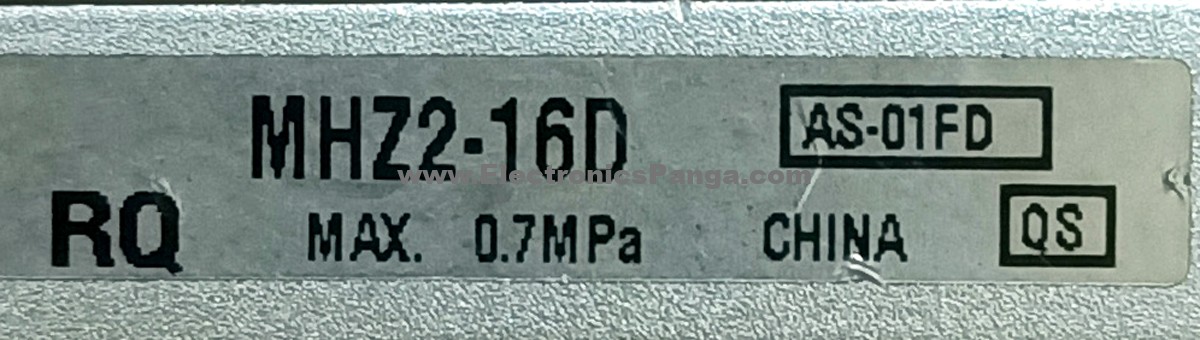 MHZ2-16D AS-01FD
www.ElectronicsPanga.com
RQ MAX. 0.7MPa CHINA QS